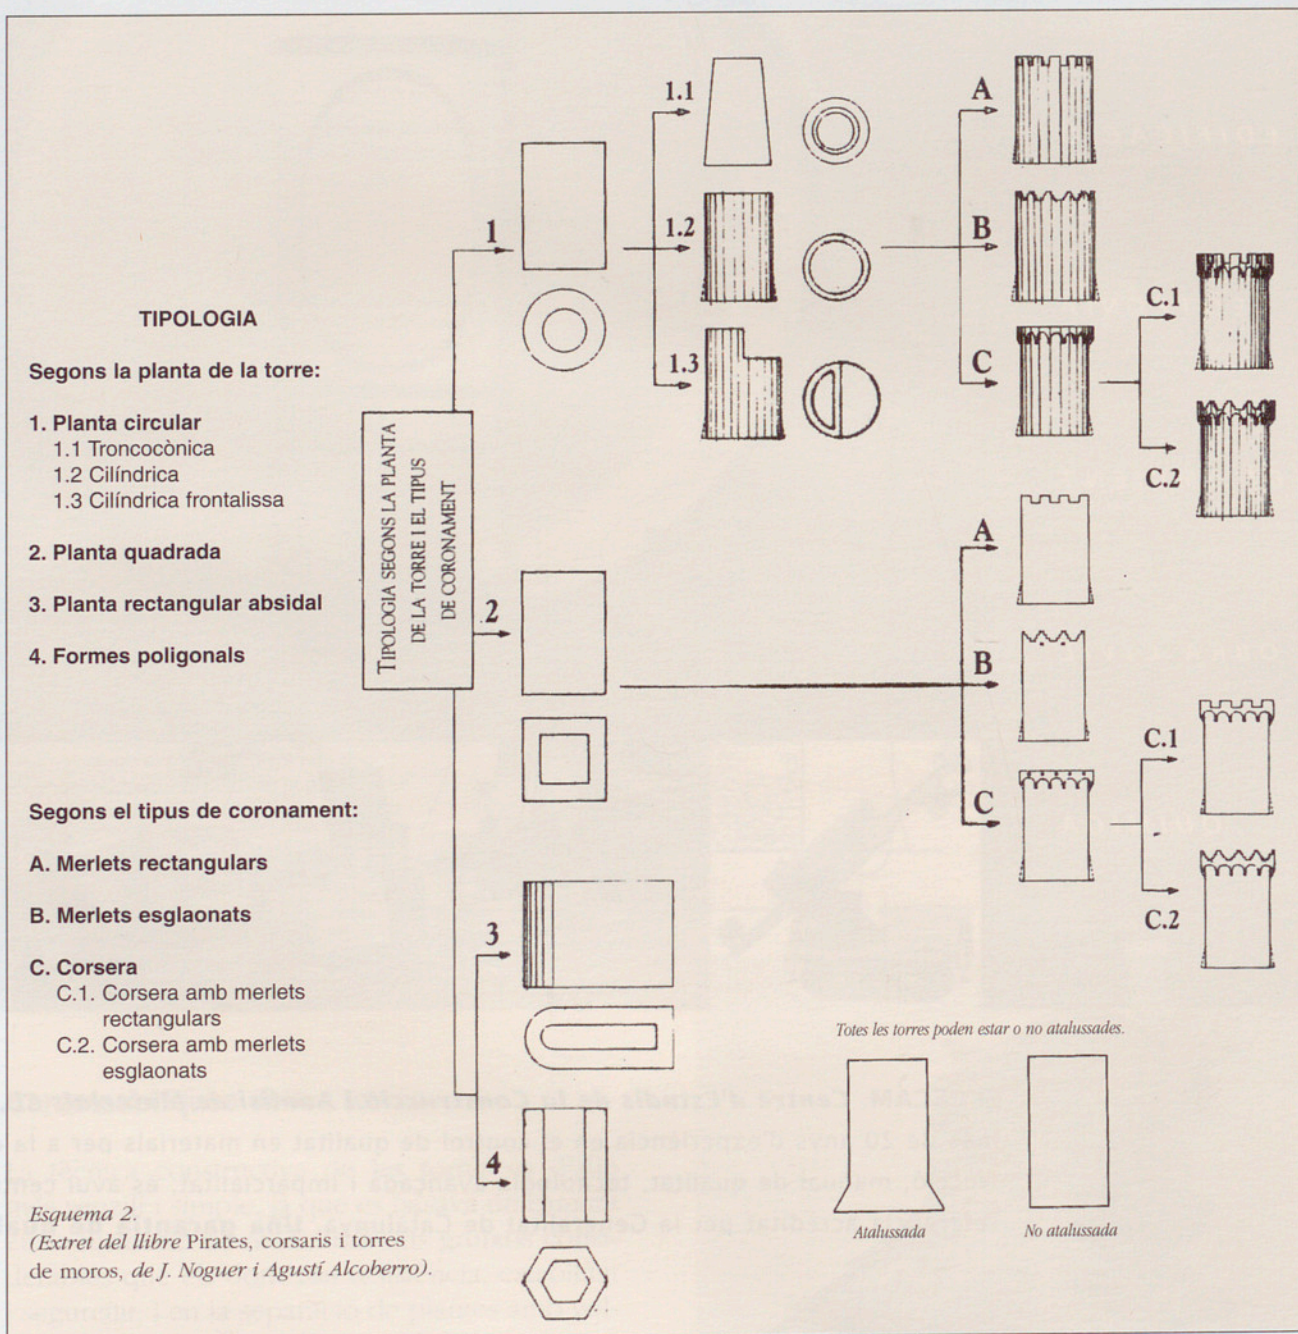 TIPOLOGIA
Segons la planta de la torre:
1. Planta circular
1.1 Troncocònica
1.2 Cilíndrica
1.3 Cilíndrica frontalissa
2. Planta quadrada
3. Planta rectangular absidal
4. Formes poligonals
Segons el tipus de coronament:
A. Merlets rectangulars
B. Merlets esglaonats
C. Corsera
C.1. Corsera amb merlets
rectangulars
C.2. Corsera amb merlets
esglaonats
Esquema 2.
(Extret del llibre Pirates, corsaris i torres
de moros, de J. Noguer i Agustí Alcoberro).
TIPOLOGIA SEGONS LA PLANTA
DE LA TORRE I EL TIPUS
DE CORONAMENT
1
1.1
1.2
1.3
A
B
C
C.1
C.2
2
A
B
C
C.1
C.2
3
4
Totes les torres poden estar o no atalussades.
Atalussada
No atalussada